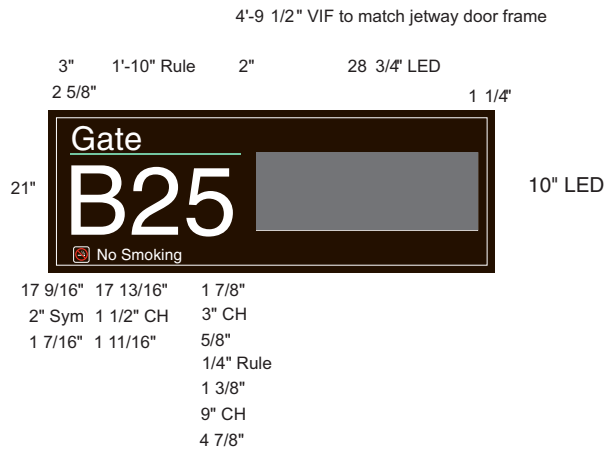 4'-9 1/2" VIF to match jetway door frame
3" 1'-10" Rule 2" 28 3/4" LED
2 5/8" 1 1/4"
Gate
21" B25 10" LED
No Smoking
17 9/16" 17 13/16" 1 7/8"
2" Sym 1 1/2" CH 3" CH
1 7/16" 1 11/16" 5/8"
1/4" Rule
1 3/8"
9" CH
4 7/8"